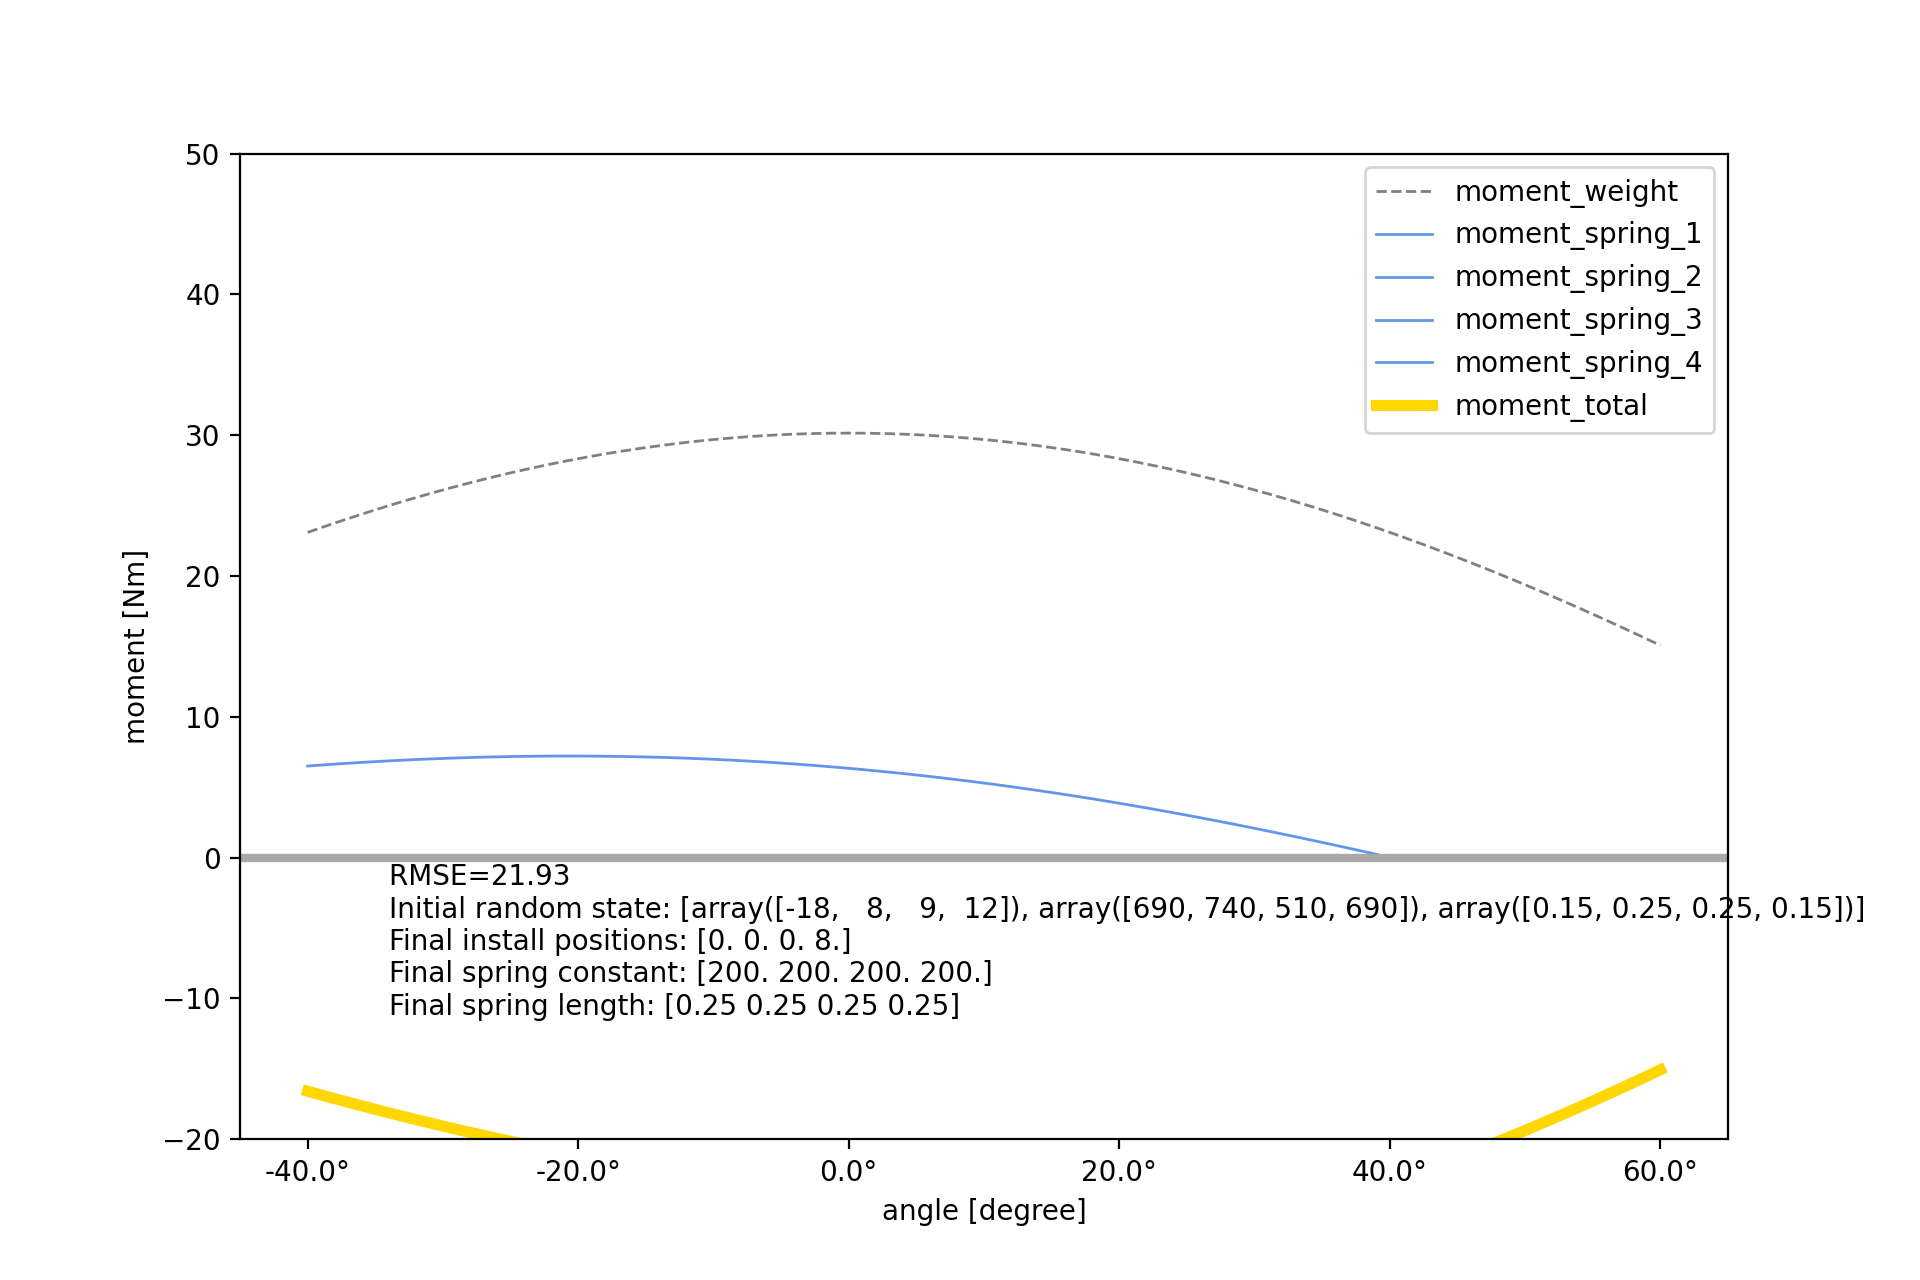 50
40
30
20
10
0
−10
−20
moment [Nm]
moment_weight
moment_spring_1
moment_spring_2
moment_spring_3
moment_spring_4
moment_total
RMSE=21.93
Initial random state: [array([-18,   8,   9,  12]), array([690, 740, 510, 690]), array([0.15, 0.25, 0.25, 0.15])]
Final install positions: [0. 0. 0. 8.]
Final spring constant: [200. 200. 200. 200.]
Final spring length: [0.25 0.25 0.25 0.25]
-40.0° -20.0° 0.0° 20.0° 40.0° 60.0°
angle [degree]